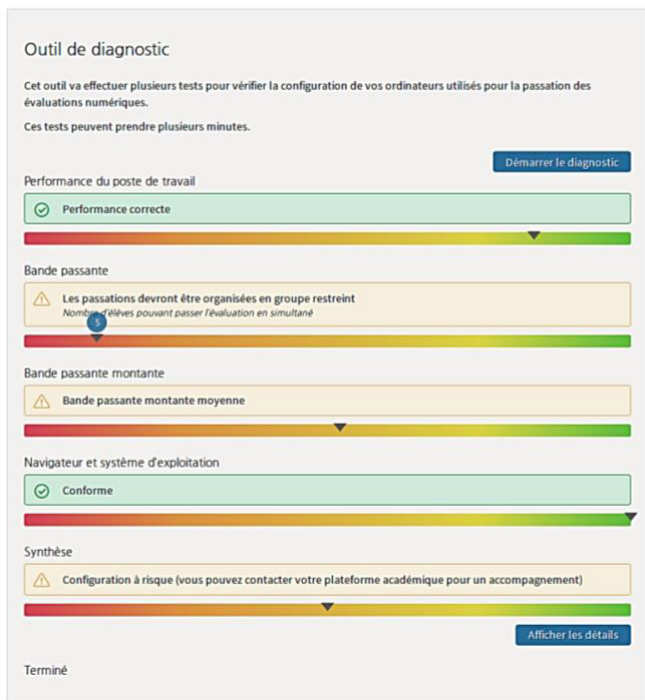 Outil de diagnostic
Cet outil va effectuer plusieurs tests pour vérifier la configuration de vos ordinateurs utilisés pour la passation des
évaluations numériques.
Ces tests peuvent prendre plusieurs minutes.
Démarrer le diagnostic
Performance du poste de travail
Performance correcte
Bande passante
Les passations devront être organisées en groupe restreint
Nombre d'élèves pouvant passer l'évaluation en simultané
5
Bande passante montante
Bande passante montante moyenne
Navigateur et système d'exploitation
Conforme
Synthèse
Configuration à risque (vous pouvez contacter votre plateforme académique pour un accompagnement)
Afficher les détails
Terminé